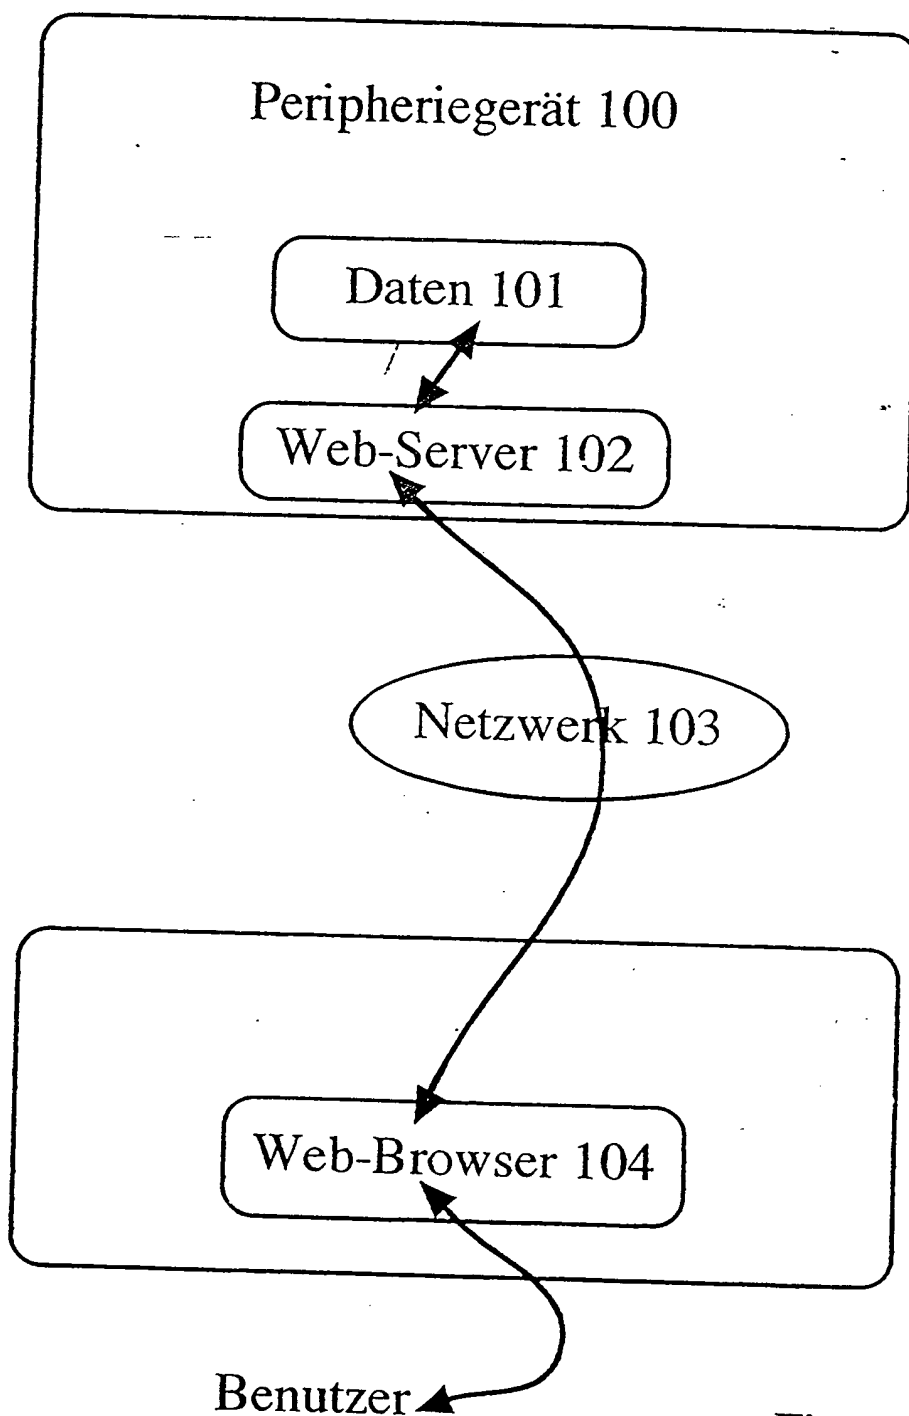 Peripheriegerät 100
Daten 101
Web-Server 102
Netzwerk 103
Web-Browser 104
Benutzer